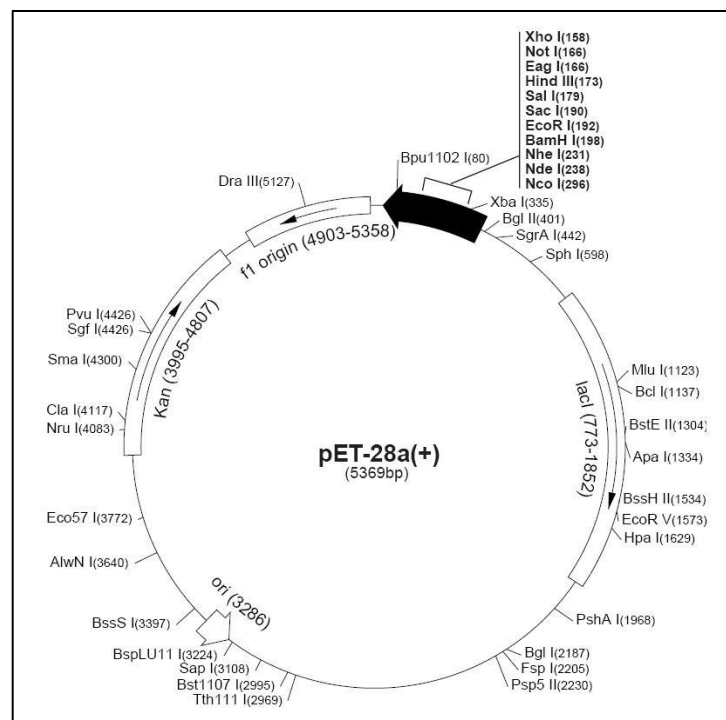 Xho I(158)
Not I(166)
Eag I(166)
Hind III(173)
Sal I(179)
Sac I(190)
EcoR I(192)
BamH I(198)
Nhe I(231)
Nde I(238)
Nco I(296)
Bpu1102 I(80)
Dra III(5127)
Xba I(335)
Bgl II(401)
SgrA I(442)
Sph I(598)
f1 origin (4903-5358)
Pvu I(4426)
Sgf I(4426)
Sma I(4300)
Kan (3995-4807)
Cla I(4117)
Nru I(4083)
Mlu I(1123)
Bcl I(1137)
BstE II(1304)
Apa I(1334)
lacI (773-1852)
BssH II(1534)
EcoR V(1573)
Hpa I(1629)
pET-28a(+)
(5369bp)
Eco57 I(3772)
AlwN I(3640)
ori (3286)
BssS I(3397)
PshA I(1968)
BspLU11 I(3224)
Sap I(3108)
Bst1107 I(2995)
Tth111 I(2969)
Bgl I(2187)
Fsp I(2205)
Psp5 II(2230)